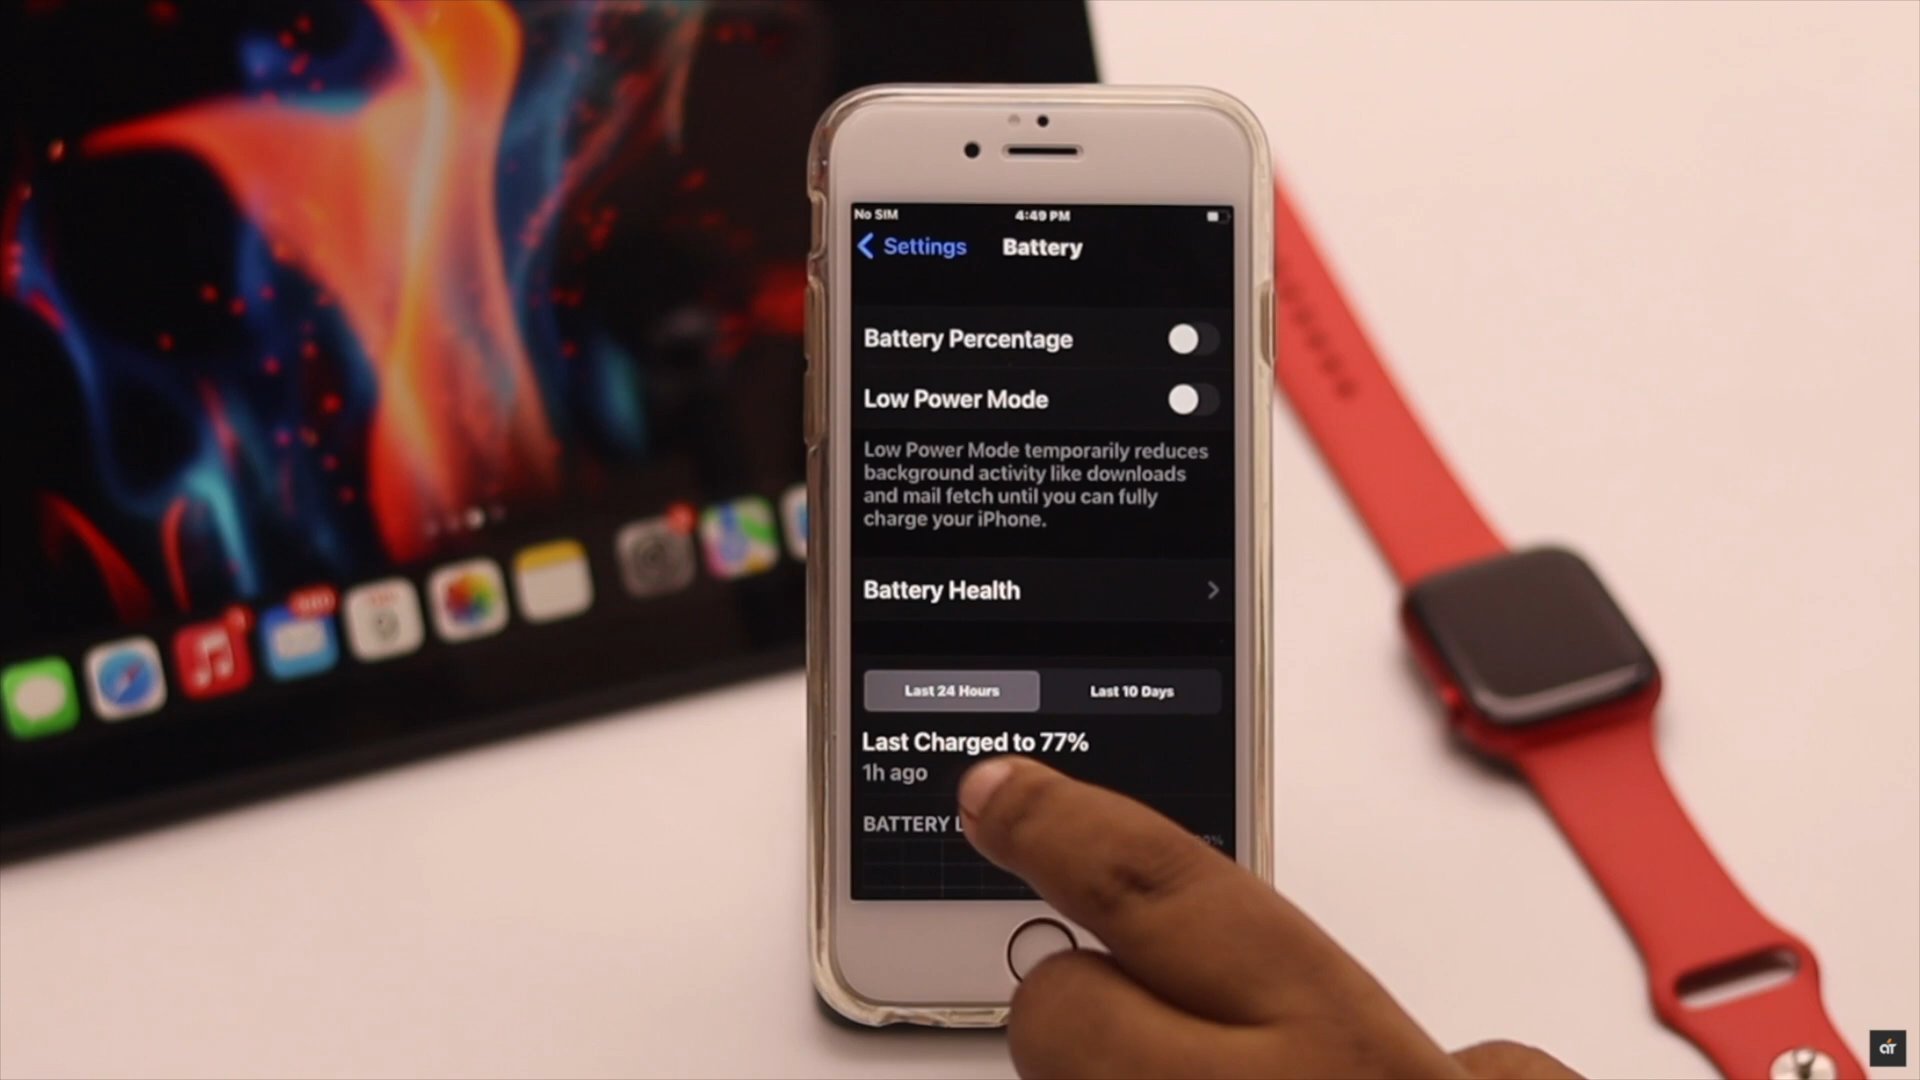 No SIM 4:49 PM
Settings Battery
Battery Percentage
Low Power Mode
Low Power Mode temporarily reduces
background activity like downloads
and mail fetch until you can fully
charge your iPhone.
Battery Health
Last 24 Hours Last 10 Days
Last Charged to 77%
1h ago
BATTERY